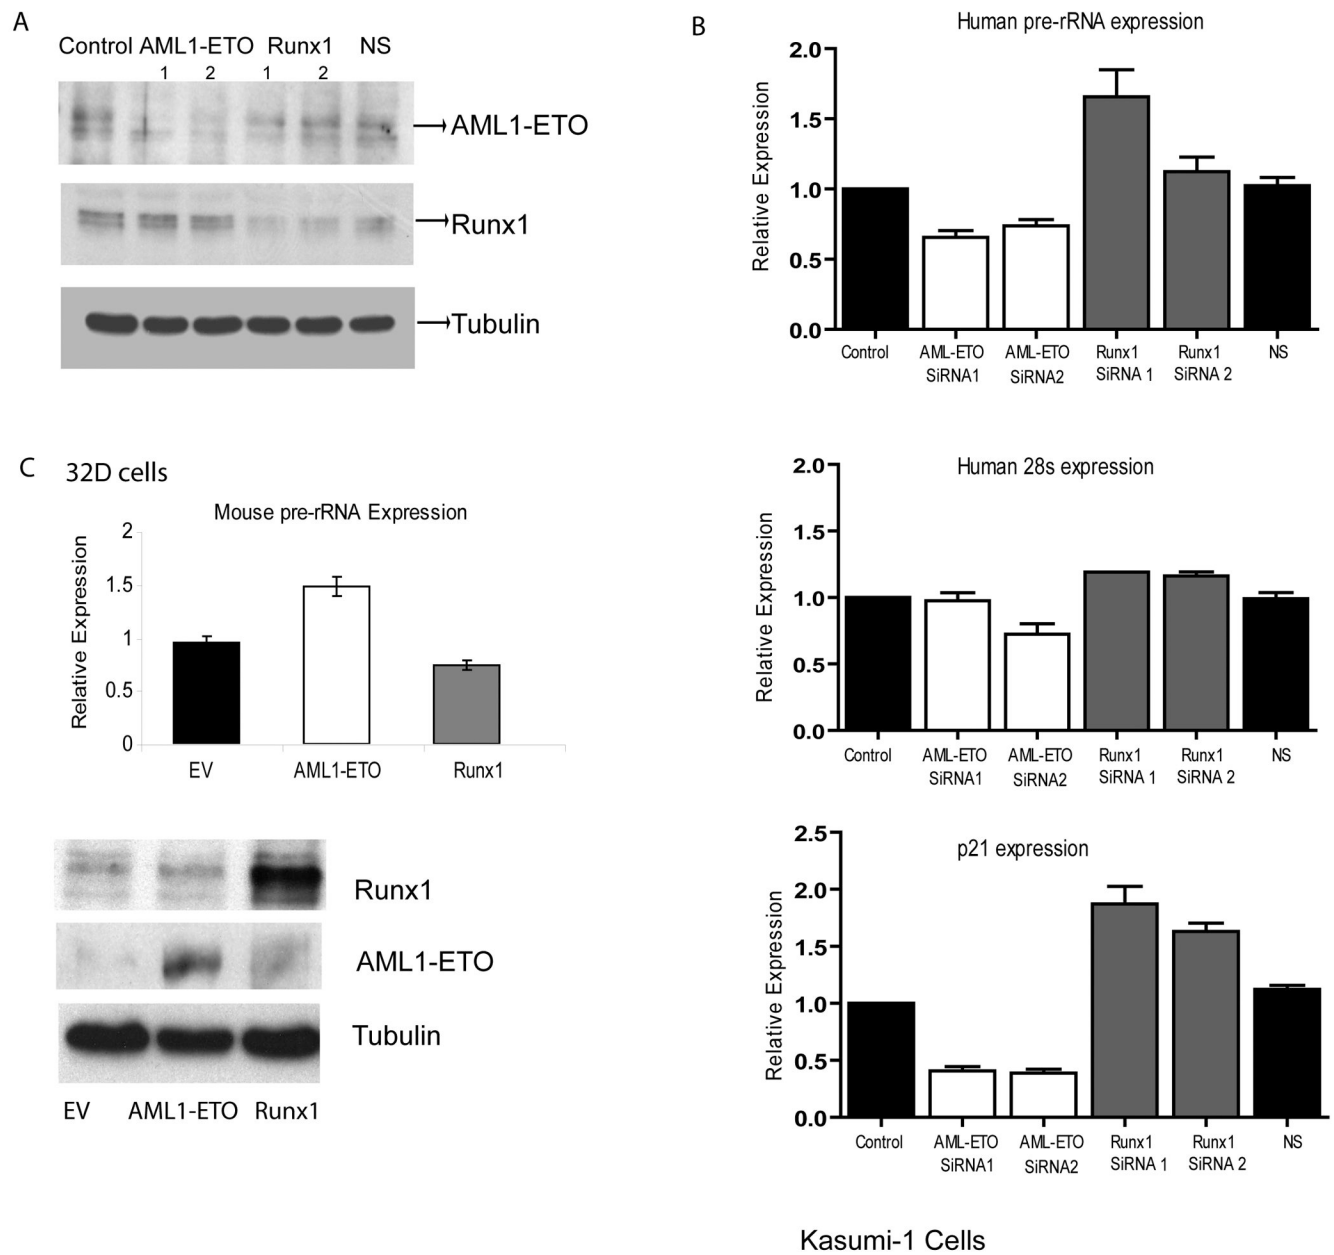 A
Control AML1-ETO Runx1 NS
1 2 1 2
AML1-ETO
Runx1
Tubulin
B
Human pre-rRNA expression
Relative Expression
2.0
1.5
1.0
0.5
0.0
Control AML-ETO SiRNA1 AML-ETO SiRNA2 Runx1 SiRNA 1 Runx1 SiRNA 2 NS
Human 28s expression
Relative Expression
2.0
1.5
1.0
0.5
0.0
Control AML-ETO SiRNA1 AML-ETO SiRNA2 Runx1 SiRNA 1 Runx1 SiRNA 2 NS
p21 expression
Relative Expression
2.5
2.0
1.5
1.0
0.5
0.0
Control AML-ETO SiRNA1 AML-ETO SiRNA2 Runx1 SiRNA 1 Runx1 SiRNA 2 NS
Kasumi-1 Cells
C
32D cells
Mouse pre-rRNA Expression
Relative Expression
2
1.5
1
0.5
0
EV AML1-ETO Runx1
Runx1
AML1-ETO
Tubulin
EV AML1-ETO Runx1